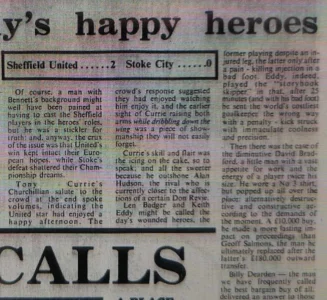 y's happy heroes
Sheffield United ......2 Stoke City ......0
Of course, a man with
Bennett's background might
well have been pained at
having to cast the Sheffield
players in the heroes' roles,
but he was a stickler for
truth: and, anyway, the crux
of the issue was that United's
win kept intact their Euro-
pean hopes, while Stoke's
defeat shattered their Cham-
pionship dreams.
Tony Currie's
Churchillian salute to the
crowd at the end spoke
volumes, indicating the
United star had enjoyed a
happy afternoon. The
crowd's response suggested
they had enjoyed watching
him enjoy it, and the earlier
sight of Currie raising both
arms while dribbling down the
wing was a piece of show-
manship they will not easily
forget.
Currie's skill and flair was
the icing on the cake, so to
speak; and all the sweeter
because he outshone Alan
Hudson, the rival who is
currently closer to the affec-
tions of a certain Don Revie.
Len Badger and Keith
Eddy might be called the
day's wounded heroes, the
former playing despite an in-
jured leg, the latter only after
a pain - killing injection in a
bad foot. Eddy, indeed,
played the "storybook
skipper" in that, after 25
minutes (and with his bad foot)
he sent the world's costliest
goalkeeper the wrong way
with a penalty - kick struck
with immaculate coolness
and precision.
Then there was the case of
the diminutive David Brad-
ford, a little man with a vast
appetite for work and the
energy of a player twice his
size. He wore a No 3 shirt,
but popped up all over the
place, alternatively destruc-
tive and constructive ac-
cording to the demands of
the moment. A £10,000 buy,
he made a more lasting im-
pact on proceedings than
Geoff Salmons, the man he
ultimately replaced after the
latter's £180,000 outward
transfer.
Billy Dearden — the man
we have frequently called
the best bargain buy of all,
delivered an answer to those
CALLS
A PLACE